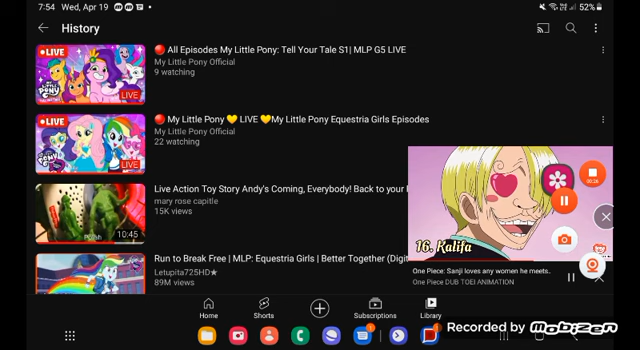 7:54 Wed, Apr 19
52%
History
LIVE
LIVE
All Episodes My Little Pony: Tell Your Tale S1| MLP G5 LIVE
My Little Pony Official
9 watching
LIVE
LIVE
My Little Pony 💛 LIVE 💛My Little Pony Equestria Girls Episodes
My Little Pony Official
22 watching
10:45
Live Action Toy Story Andy's Coming, Everybody! Back to your
mary rose capitle
15K views
Run to Break Free | MLP: Equestria Girls | Better Together (Digit
Letupita725HD★
89M views
16. Kalifa
One Piece: Sanji loves any women he meets.
One Piece DUB TOEI ANIMATION
Home
Shorts
Subscriptions
Library
Recorded by Mobizen